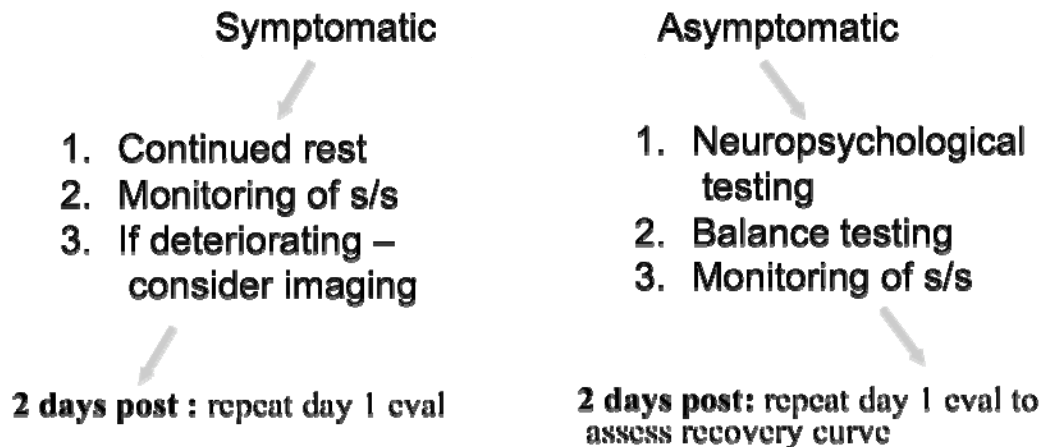 Symptomatic
1. Continued rest
2. Monitoring of s/s
3. If deteriorating –
consider imaging
2 days post : repeat day 1 eval
Asymptomatic
1. Neuropsychological
testing
2. Balance testing
3. Monitoring of s/s
2 days post: repeat day 1 eval to
assess recovery curve